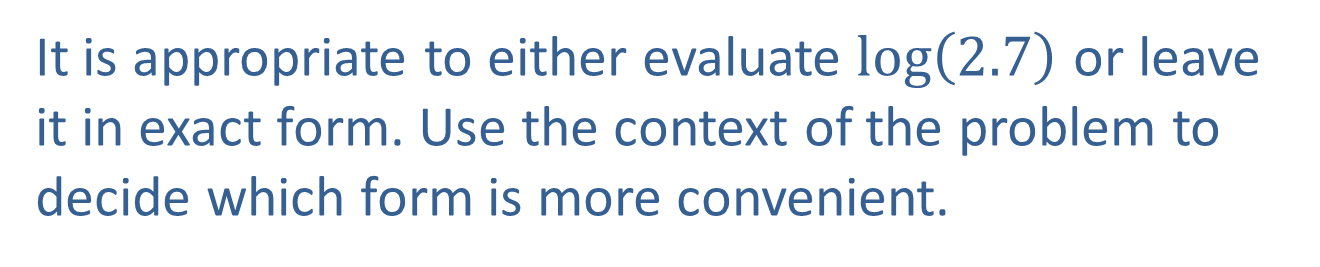 It is appropriate to either evaluate log(2.7) or leave
it in exact form. Use the context of the problem to
decide which form is more convenient.